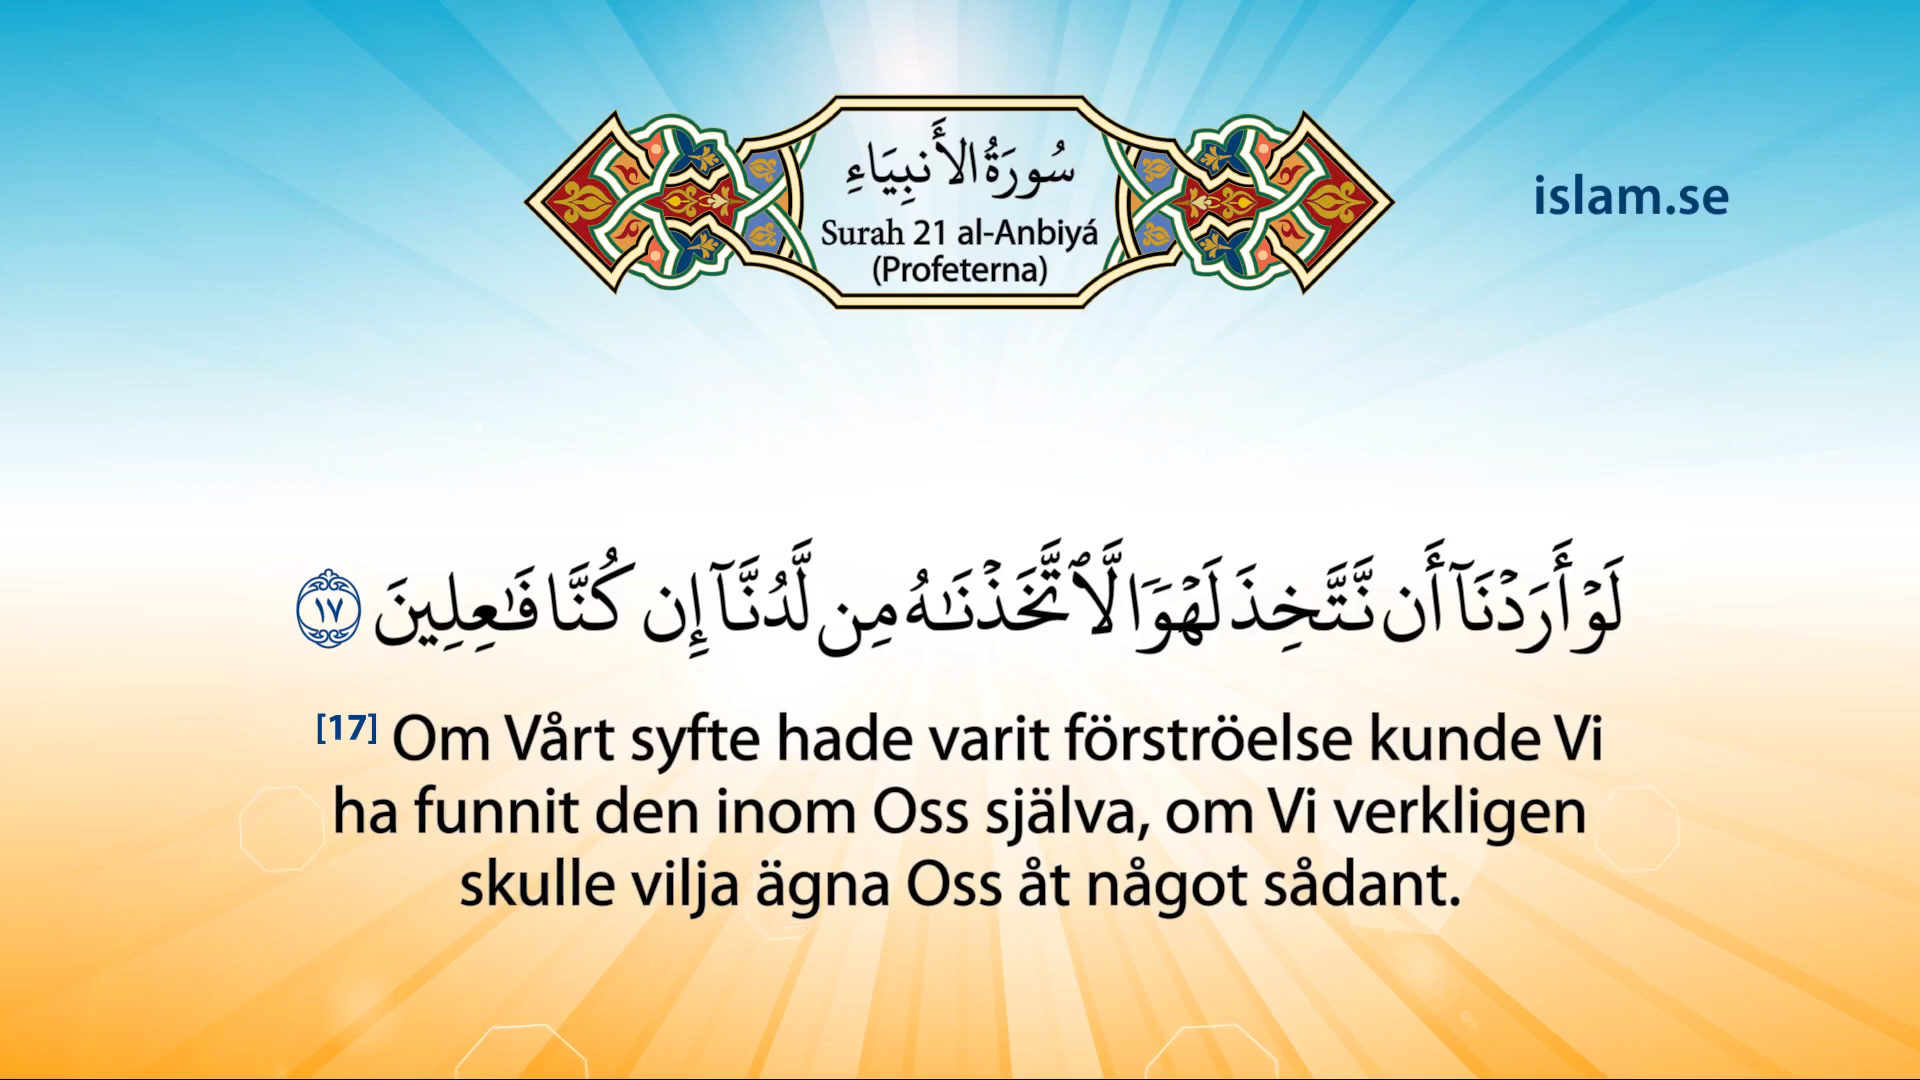 سُورَةُ الأَنبِيَاءِ
Surah 21 al-Anbiyá
(Profeterna)
islam.se
لَوْ أَرَدْنَآ أَن نَّتَّخِذَ لَهْوًا لَّٱتَّخَذْنَٰهُ مِن لَّدُنَّآ إِن كُنَّا فَٰعِلِينَ ١٧
[17] Om Vårt syfte hade varit förströelse kunde Vi
ha funnit den inom Oss själva, om Vi verkligen
skulle vilja ägna Oss åt något sådant.